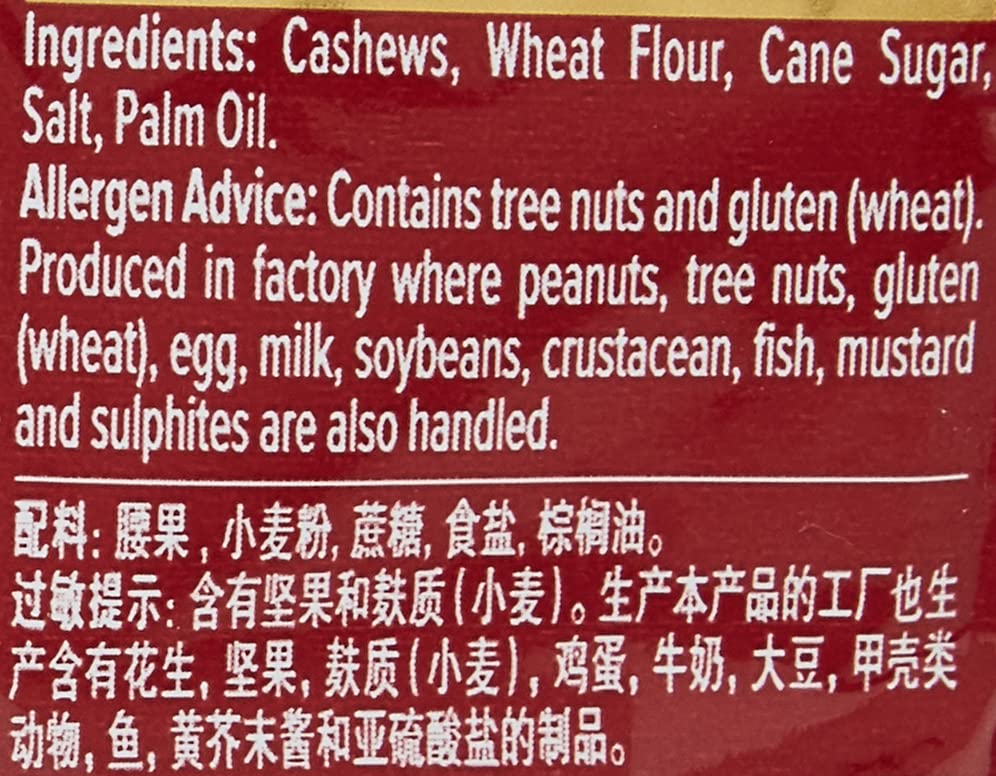 Ingredients: Cashews, Wheat Flour, Cane Sugar,
Salt, Palm Oil.
Allergen Advice: Contains tree nuts and gluten (wheat).
Produced in factory where peanuts, tree nuts, gluten
(wheat), egg, milk, soybeans, crustacean, fish, mustard
and sulphites are also handled.
配料: 腰果, 小麦粉, 蔗糖, 食盐, 棕榈油。
过敏提示: 含有坚果和麸质(小麦)。生产本产品的工厂也生
产含有花生, 坚果, 麸质(小麦), 鸡蛋, 牛奶, 大豆, 甲壳类
动物, 鱼, 黄芥末酱和亚硫酸盐的制品。